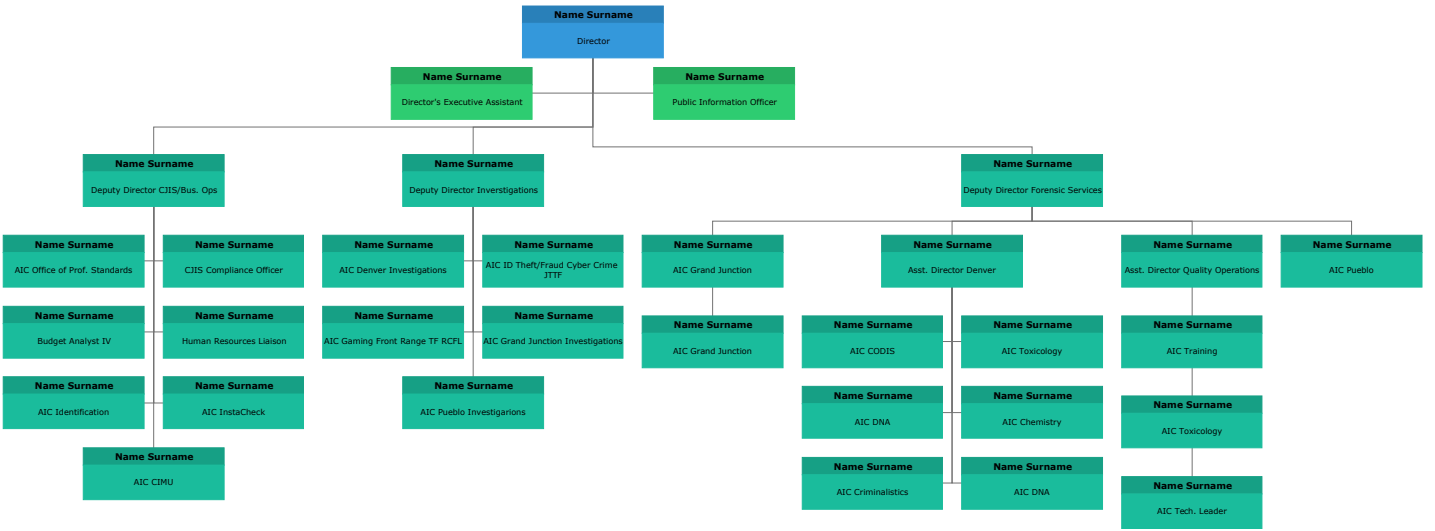 Name Surname
Director
Name Surname
Director's Executive Assistant
Name Surname
Public Information Officer
Name Surname
Deputy Director CJIS/Bus. Ops
Name Surname
Deputy Director Inverstigations
Name Surname
Deputy Director Forensic Services
Name Surname
AIC Office of Prof. Standards
Name Surname
CJIS Compliance Officer
Name Surname
AIC Denver Investigations
Name Surname
AIC ID Theft/Fraud Cyber Crime
JTTF
Name Surname
AIC Grand Junction
Name Surname
Asst. Director Denver
Name Surname
Asst. Director Quality Operations
Name Surname
AIC Pueblo
Name Surname
Budget Analyst IV
Name Surname
Human Resources Liaison
Name Surname
AIC Gaming Front Range TF RCFL
Name Surname
AIC Grand Junction Investigations
Name Surname
AIC Grand Junction
Name Surname
AIC CODIS
Name Surname
AIC Toxicology
Name Surname
AIC Training
Name Surname
AIC Identification
Name Surname
AIC InstaCheck
Name Surname
AIC Pueblo Investigarions
Name Surname
AIC DNA
Name Surname
AIC Chemistry
Name Surname
AIC Toxicology
Name Surname
AIC CIMU
Name Surname
AIC Criminalistics
Name Surname
AIC DNA
Name Surname
AIC Tech. Leader